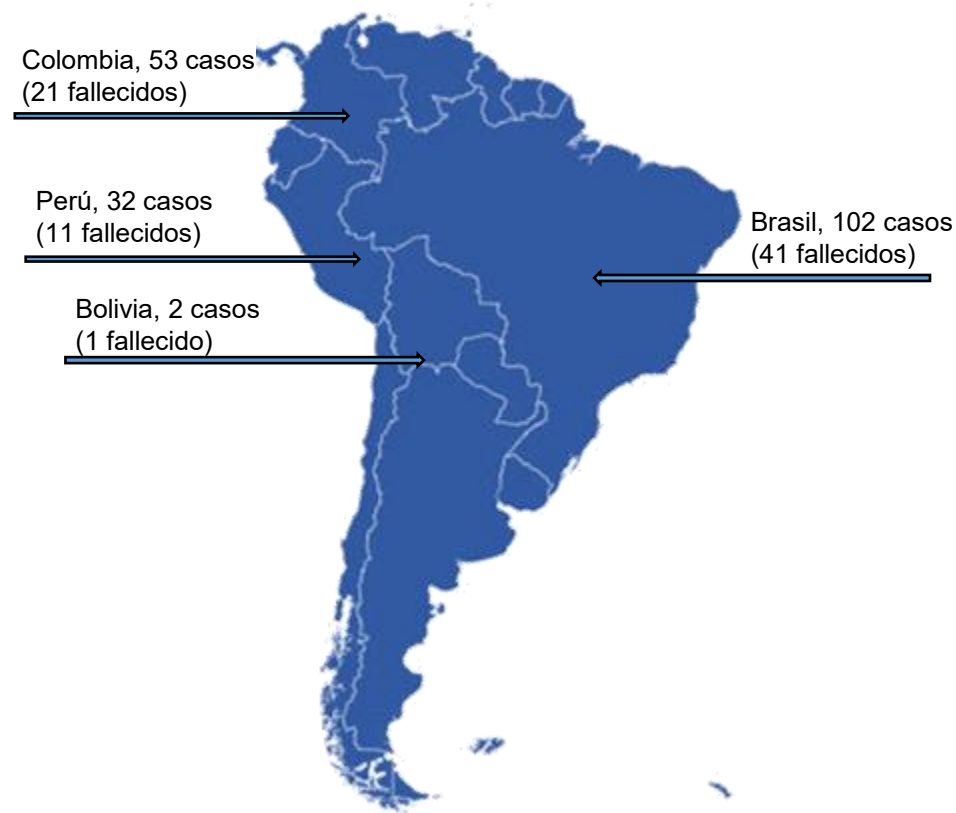 Colombia, 53 casos
(21 fallecidos)
Perú, 32 casos
(11 fallecidos)
Brasil, 102 casos
(41 fallecidos)
Bolivia, 2 casos
(1 fallecido)